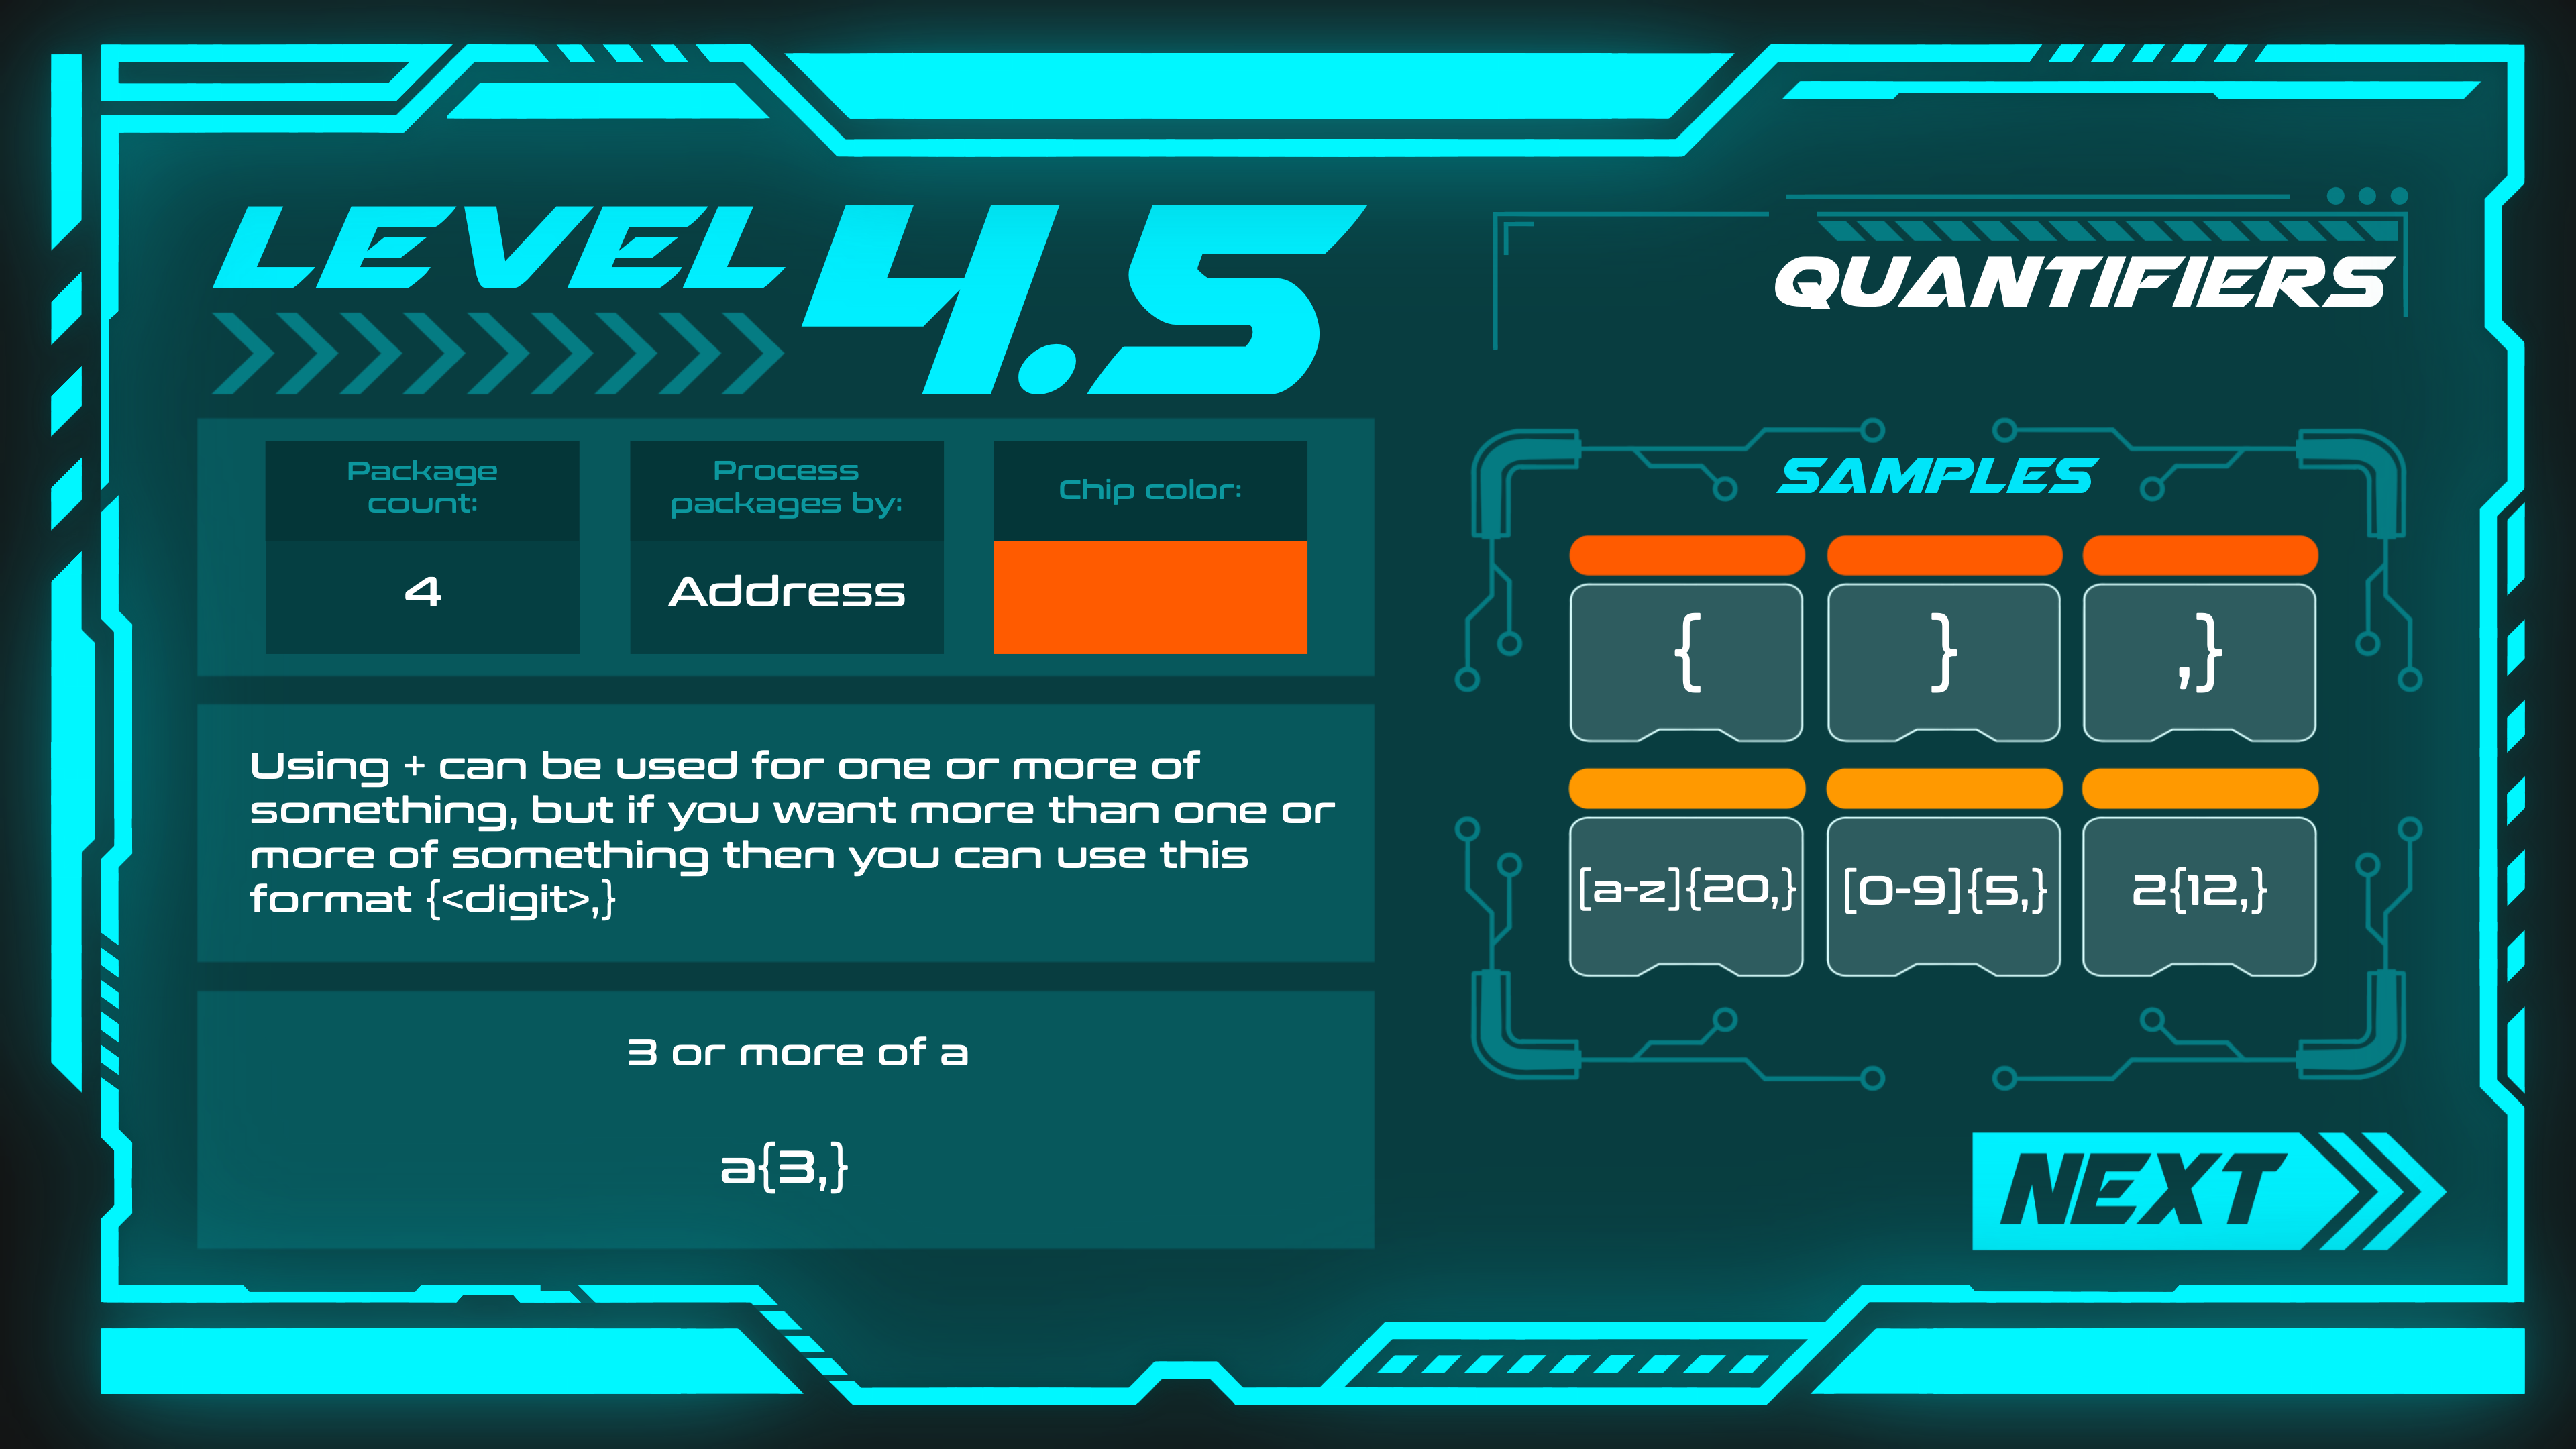 LEVEL 4.5
QUANTIFIERS
Package
count:
4
Process
packages by:
Address
Chip color:
Using + can be used for one or more of
something, but if you want more than one or
more of something then you can use this
format {<digit>,}
3 or more of a
a{3,}
SAMPLES
{ } ,}
[a-z]{20,} [0-9]{5,} 2{12,}
NEXT